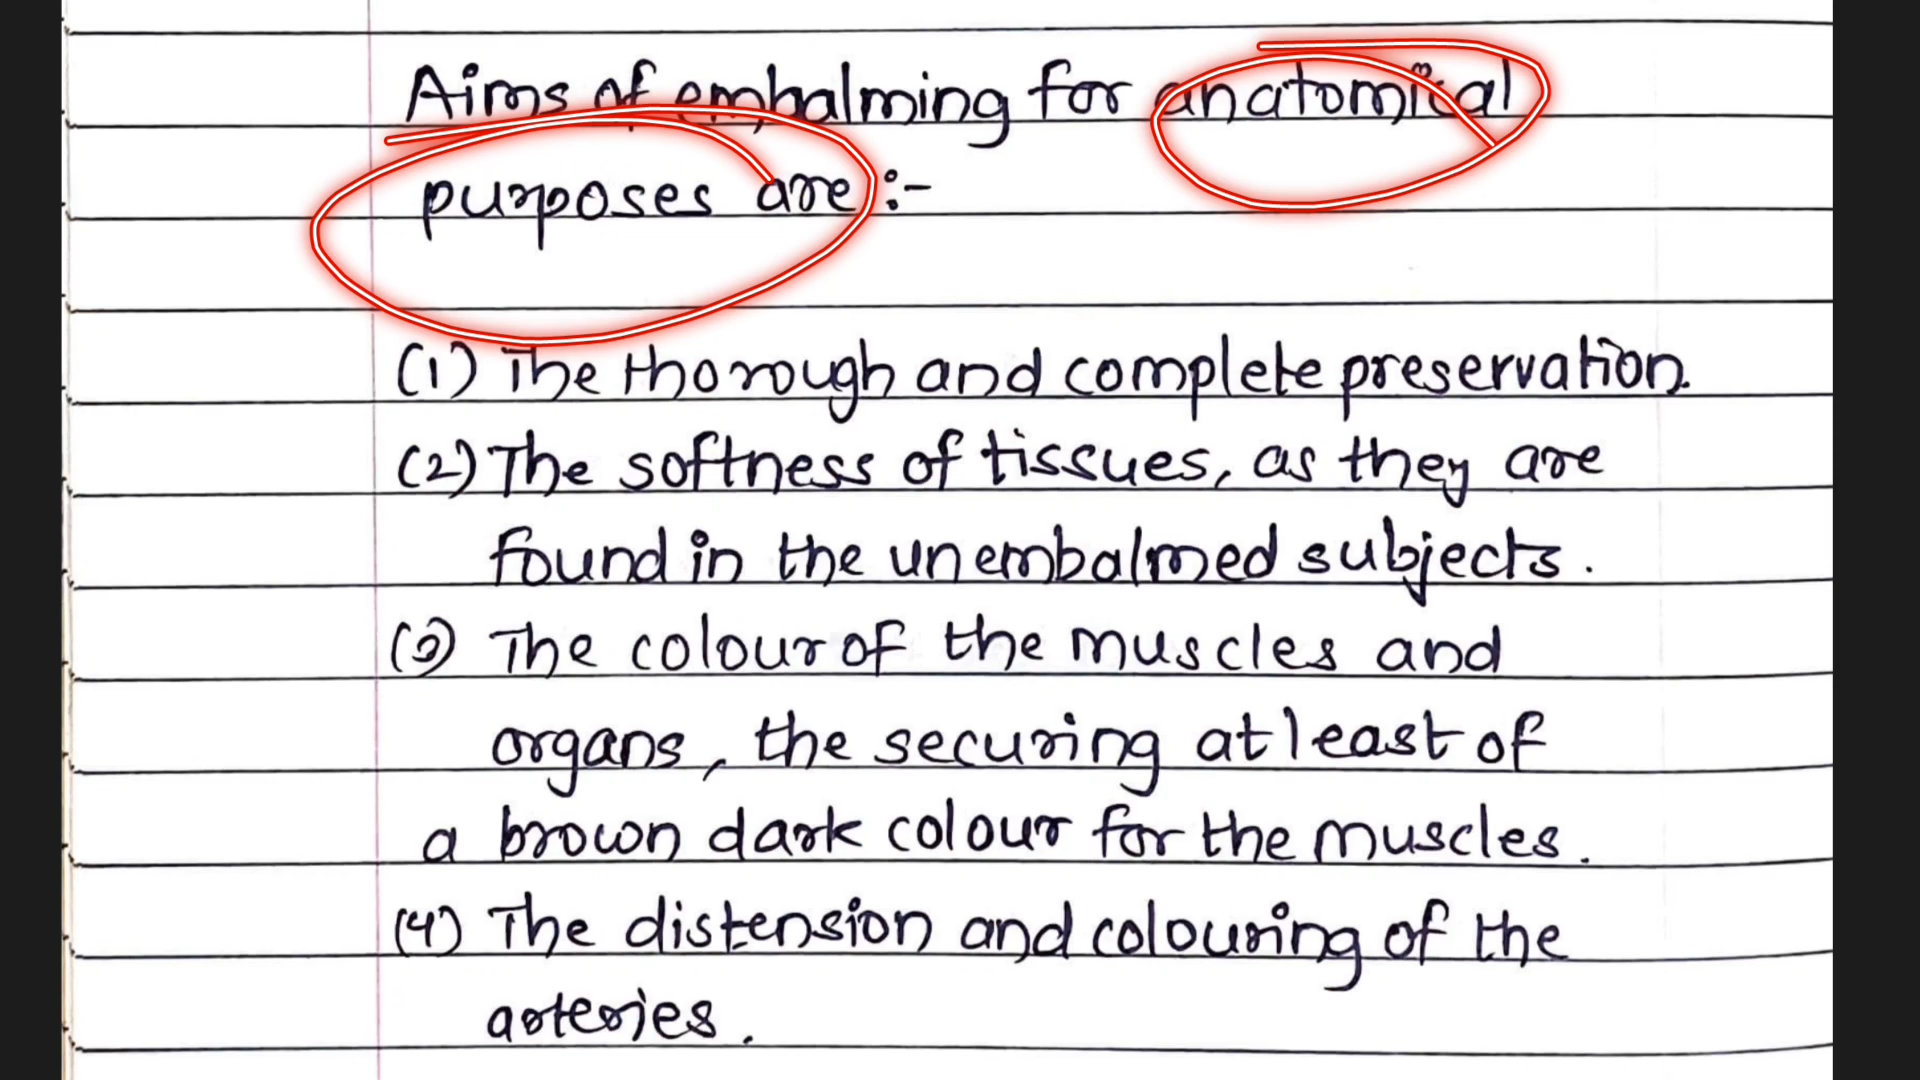 Aims of embalming for anatomical
purposes are :-
(1) The thorough and complete preservation.
(2) The softness of tissues, as they are
found in the unembalmed subjects.
(3) The colour of the muscles and
organs, the securing at least of
a brown dark colour for the muscles.
(4) The distension and colouring of the
arteries.